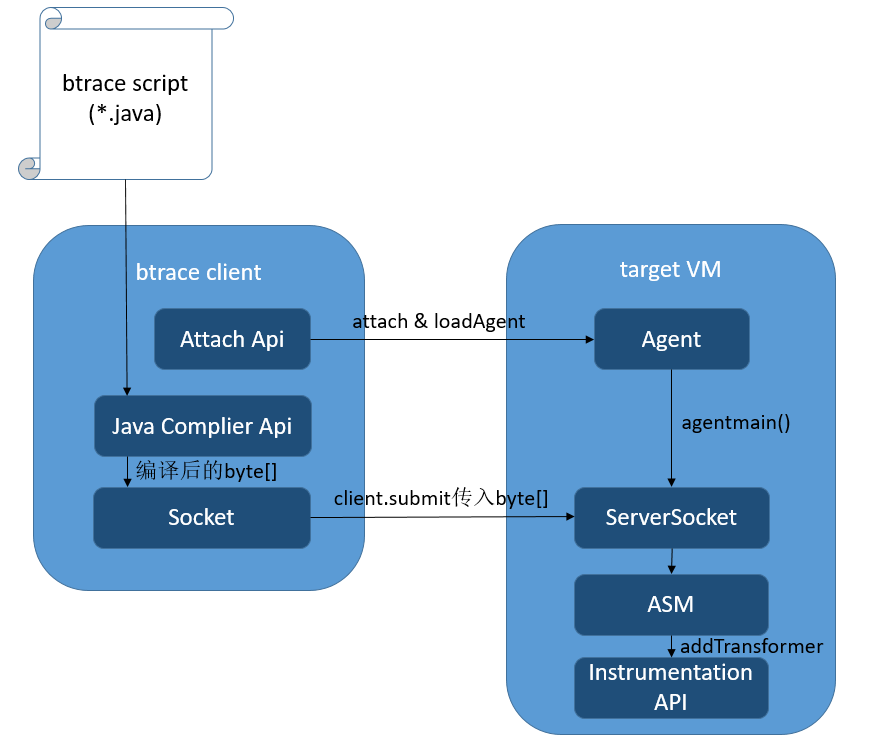 btrace script
(*.java)
btrace client
target VM
Attach Api
attach & loadAgent
Agent
agentmain()
Java Complier Api
编译后的byte[]
Socket
client.submit传入byte[]
ServerSocket
ASM
addTransformer
Instrumentation
API